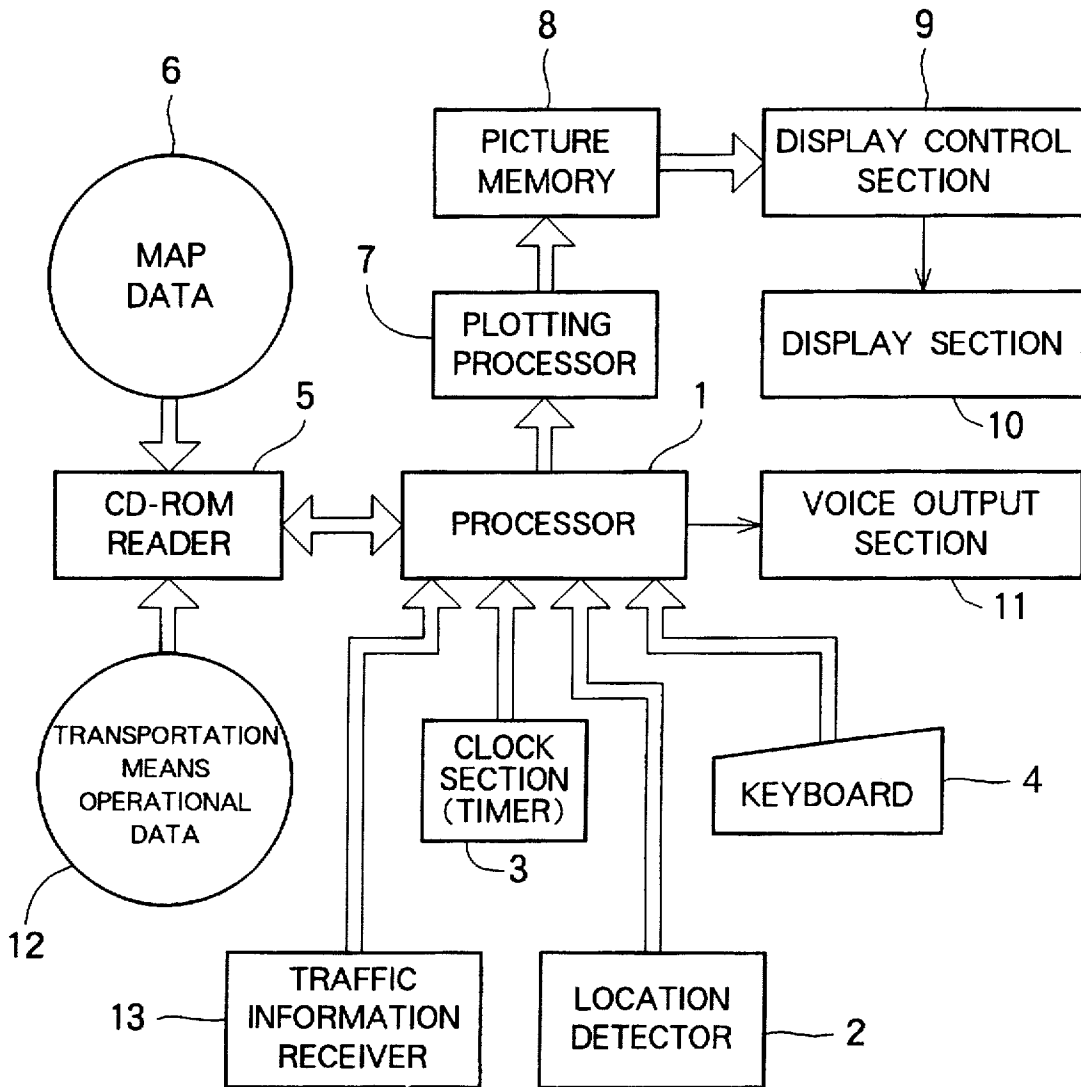 6
8
9
MAP
DATA
PICTURE
MEMORY
DISPLAY CONTROL
SECTION
7
PLOTTING
PROCESSOR
DISPLAY SECTION
10
5
1
CD-ROM
READER
PROCESSOR
VOICE OUTPUT
SECTION
11
TRANSPORTATION
MEANS
OPERATIONAL
DATA
12
CLOCK
SECTION
(TIMER)
3
KEYBOARD
4
13
TRAFFIC
INFORMATION
RECEIVER
LOCATION
DETECTOR
2